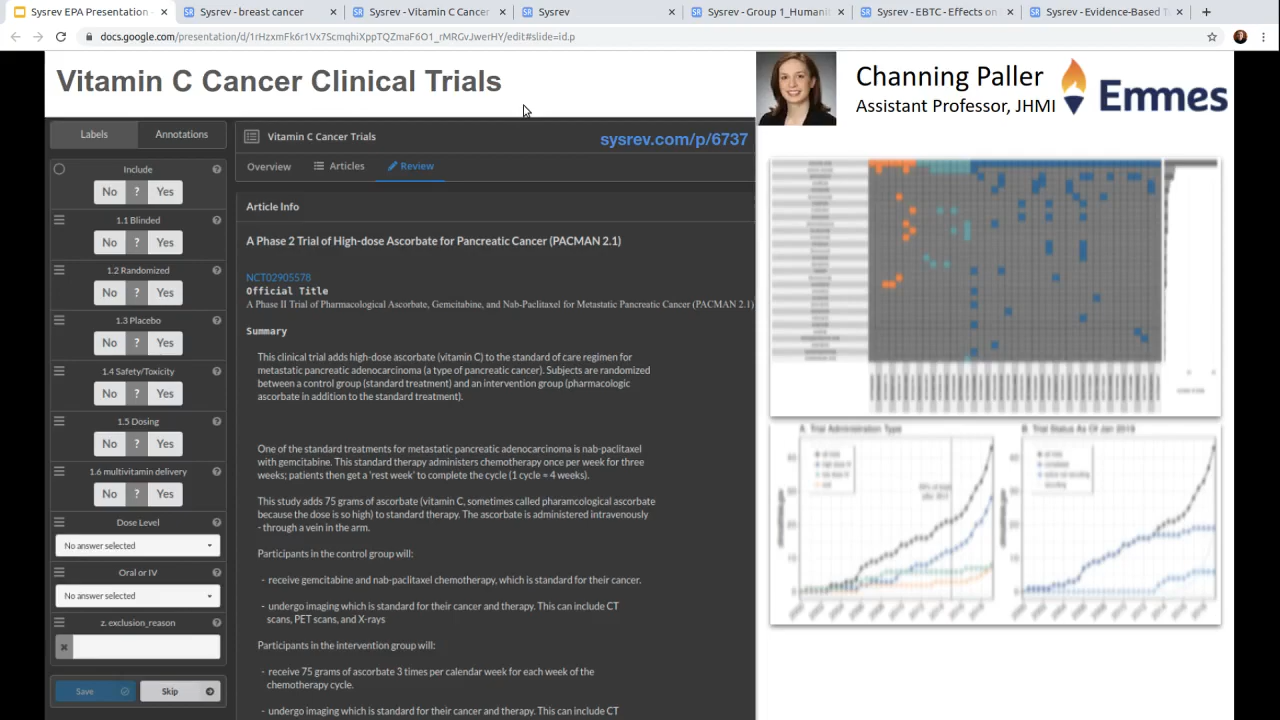 Sysrev EPA Presentation -
Sysrev - breast cancer
Sysrev - Vitamin C Cancer
Sysrev
Sysrev - Group 1_Humani
Sysrev - EBTC - Effects on
Sysrev - Evidence-Based T
docs.google.com/presentation/d/1rHzxmFk6r1Vx7ScmqhiXppTQZmaF6O1_rMRGvJwerHY/edit#slide=id.p
Vitamin C Cancer Clinical Trials
Channing Paller
Assistant Professor, JHMI
Emmes
Labels
Annotations
Include
No ? Yes
1.1 Blinded
No ? Yes
1.2 Randomized
No ? Yes
1.3 Placebo
No ? Yes
1.4 Safety/Toxicity
No ? Yes
1.5 Dosing
No ? Yes
1.6 multivitamin delivery
No ? Yes
Dose Level
No answer selected
Oral or IV
No answer selected
z. exclusion_reason
Save
Skip
Vitamin C Cancer Trials
sysrev.com/p/6737
Overview
Articles
Review
Article Info
A Phase 2 Trial of High-dose Ascorbate for Pancreatic Cancer (PACMAN 2.1)
NCT02905578
Official Title
A Phase II Trial of Pharmacological Ascorbate, Gemcitabine, and Nab-Paclitaxel for Metastatic Pancreatic Cancer (PACMAN 2.1)
Summary
This clinical trial adds high-dose ascorbate (vitamin C) to the standard of care regimen for
metastatic pancreatic adenocarcinoma (a type of pancreatic cancer). Subjects are randomized
between a control group (standard treatment) and an intervention group (pharmacologic
ascorbate in addition to the standard treatment).
One of the standard treatments for metastatic pancreatic adenocarcinoma is nab-paclitaxel
with gemcitabine. This standard therapy administers chemotherapy once per week for three
weeks; patients then get a 'rest week' to complete the cycle (1 cycle = 4 weeks).
This study adds 75 grams of ascorbate (vitamin C, sometimes called pharamcological ascorbate
because the dose is so high) to standard therapy. The ascorbate is administered intravenously
- through a vein in the arm.
Participants in the control group will:
- receive gemcitabine and nab-paclitaxel chemotherapy, which is standard for their cancer.
- undergo imaging which is standard for their cancer and therapy. This can include CT
scans, PET scans, and X-rays
Participants in the intervention group will:
- receive 75 grams of ascorbate 3 times per calendar week for each week of the
chemotherapy cycle.
- undergo imaging which is standard for their cancer and therapy. This can include CT
A. Trial Administration Type
B. Trial Status As Of Jan 2019